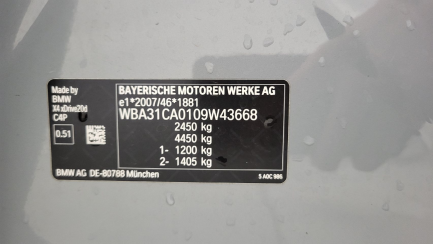 Made by
BMW
X4 xDrive20d
C4P
0.51
BAYERISCHE MOTOREN WERKE AG
e1*2007/46*1881
WBA31CA0109W43668
2450 kg
4450 kg
1- 1200 kg
2- 1405 kg
BMW AG DE-80788 München
5 A0C 986